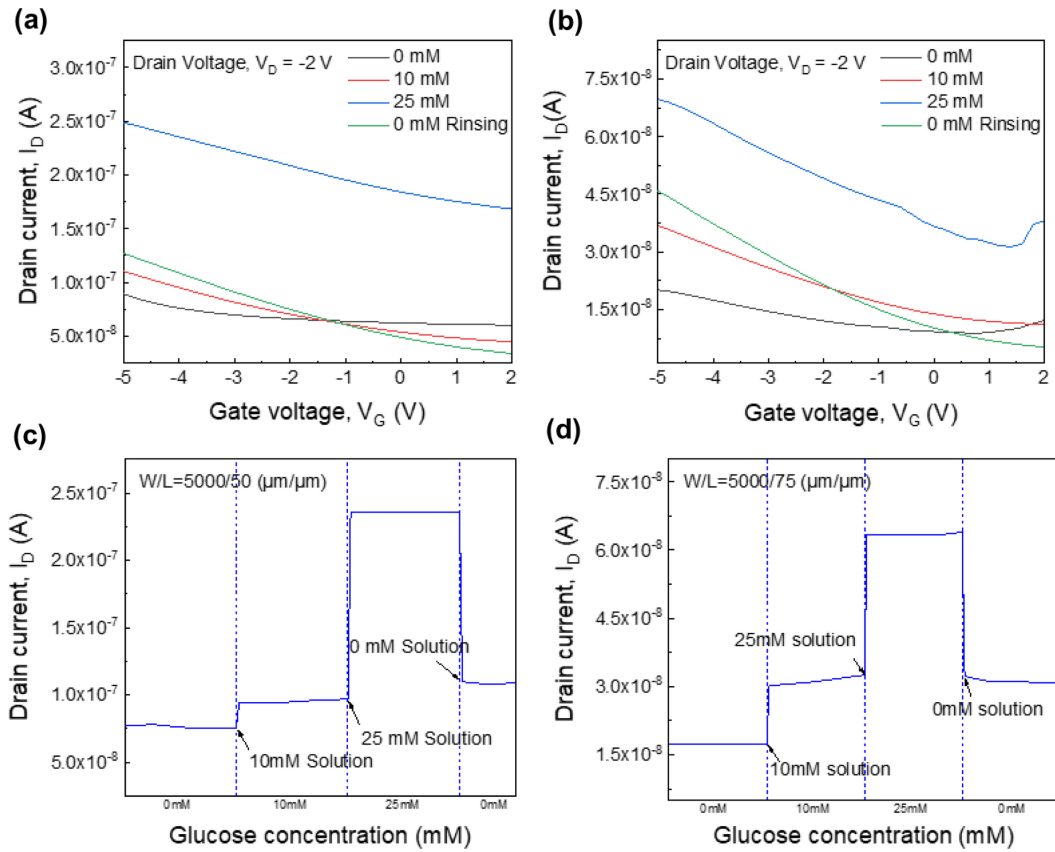 (a)
Drain Voltage, V_D = -2 V
0 mM
10 mM
25 mM
0 mM Rinsing
3.0x10⁻⁷
2.5x10⁻⁷
2.0x10⁻⁷
1.5x10⁻⁷
1.0x10⁻⁷
5.0x10⁻⁸
Drain current, I_D (A)
-5 -4 -3 -2 -1 0 1 2
Gate voltage, V_G (V)
(b)
Drain Voltage, V_D = -2 V
0 mM
10 mM
25 mM
0 mM Rinsing
7.5x10⁻⁸
6.0x10⁻⁸
4.5x10⁻⁸
3.0x10⁻⁸
1.5x10⁻⁸
Drain current, I_D(A)
-5 -4 -3 -2 -1 0 1 2
Gate voltage, V_G (V)
(c)
W/L=5000/50 (μm/μm)
2.5x10⁻⁷
2.0x10⁻⁷
1.5x10⁻⁷
1.0x10⁻⁷
5.0x10⁻⁸
Drain current, I_D (A)
0 mM Solution
25 mM Solution
10mM Solution
0mM 10mM 25mM 0mM
Glucose concentration (mM)
(d)
W/L=5000/75 (μm/μm)
7.5x10⁻⁸
6.0x10⁻⁸
4.5x10⁻⁸
3.0x10⁻⁸
1.5x10⁻⁸
Drain current, I_D (A)
25mM solution
0mM solution
10mM solution
0mM 10mM 25mM 0mM
Glucose concentration (mM)